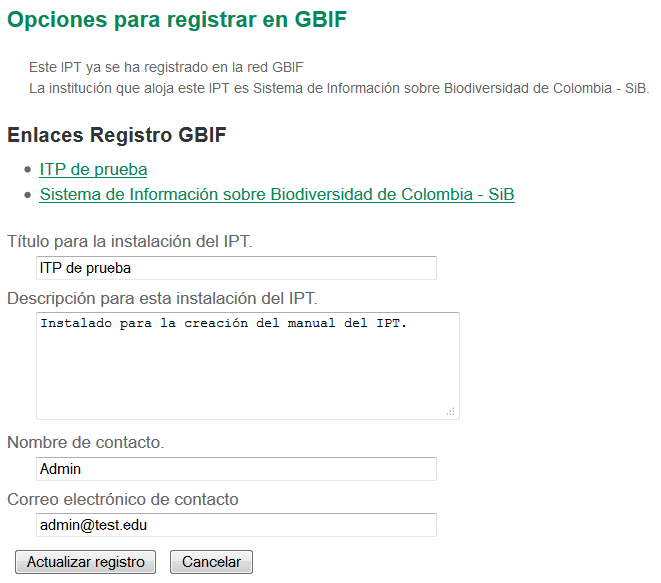 Opciones para registrar en GBIF
Este IPT ya se ha registrado en la red GBIF
La institución que aloja este IPT es Sistema de Información sobre Biodiversidad de Colombia - SiB.
Enlaces Registro GBIF
ITP de prueba
Sistema de Información sobre Biodiversidad de Colombia - SiB
Título para la instalación del IPT.
ITP de prueba
Descripción para esta instalación del IPT.
Instalado para la creación del manual del IPT.
Nombre de contacto.
Admin
Correo electrónico de contacto
admin@test.edu
Actualizar registro Cancelar